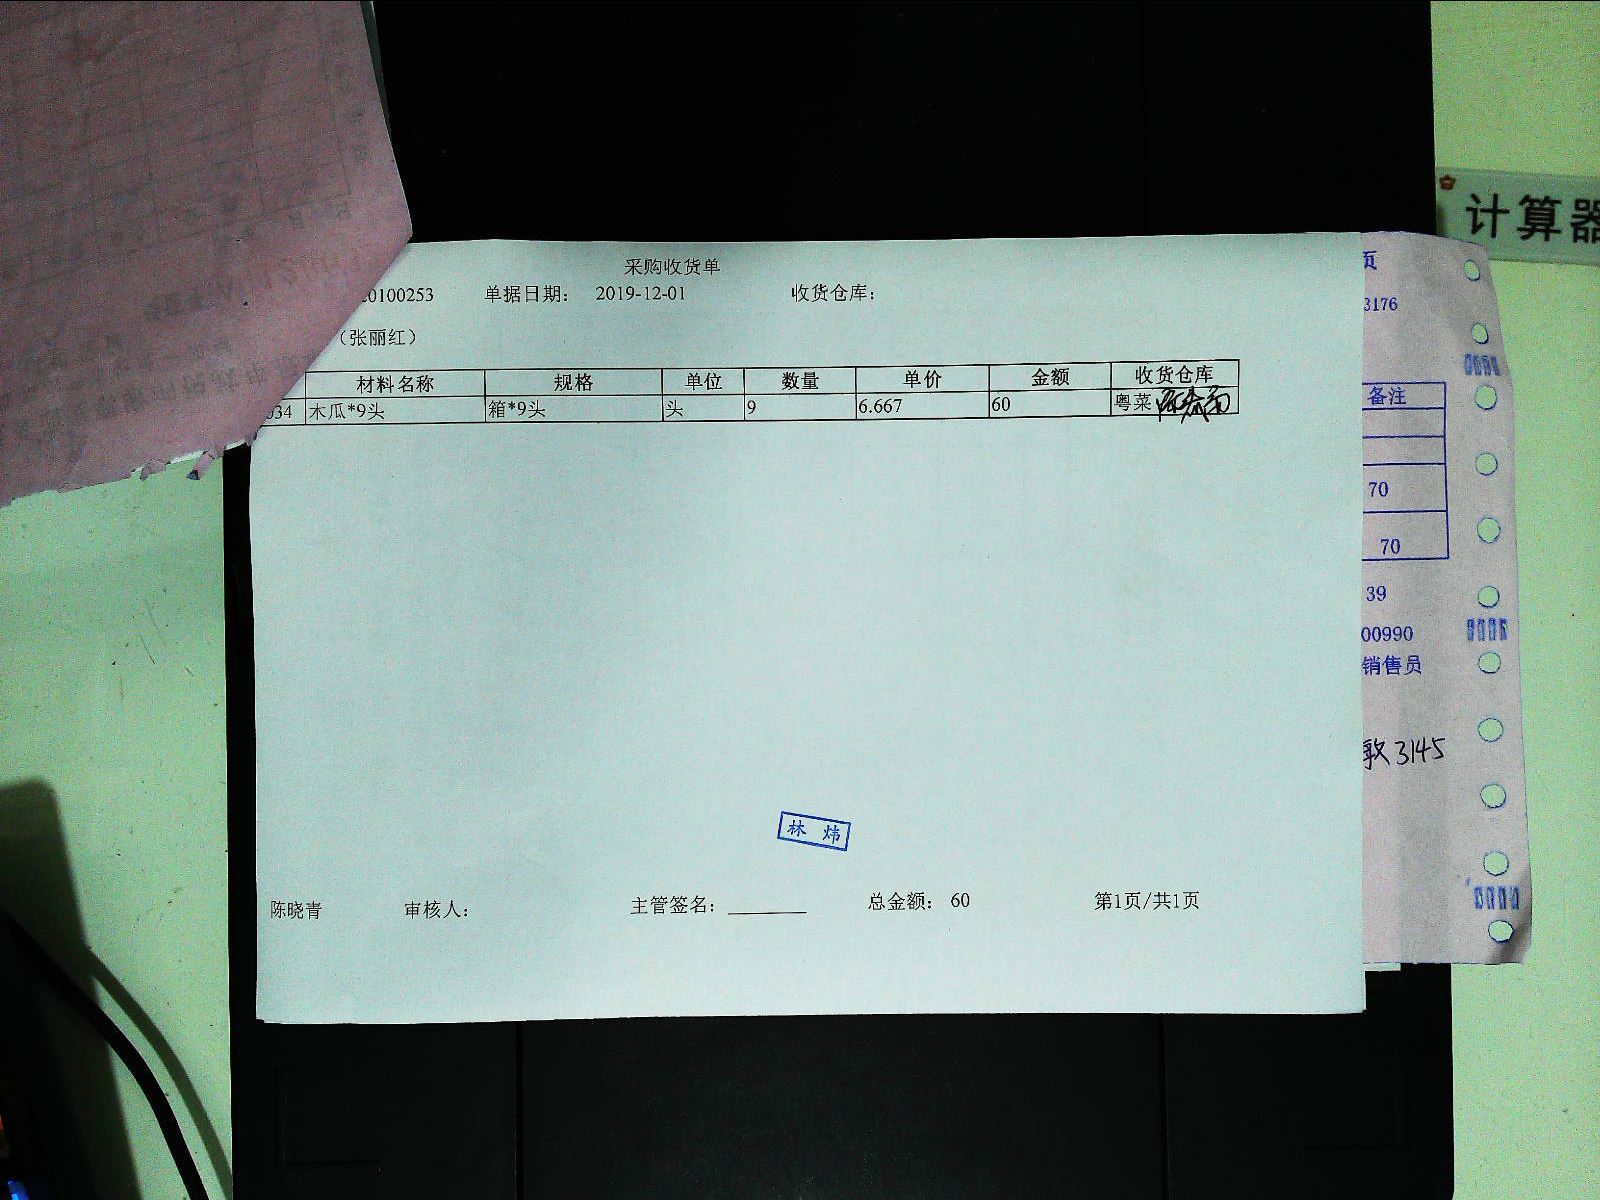 采购收货单
0100253 单据日期： 2019-12-01 收货仓库：
（张丽红）
材料名称 规格 单位 数量 单价 金额 收货仓库
034 木瓜*9头 箱*9头 头 9 6.667 60 粤菜
林 炜
陈晓青 审核人： 主管签名： 总金额： 60 第1页/共1页
计算器
页
3176
备注
70
70
39
00990
销售员
敦 3145